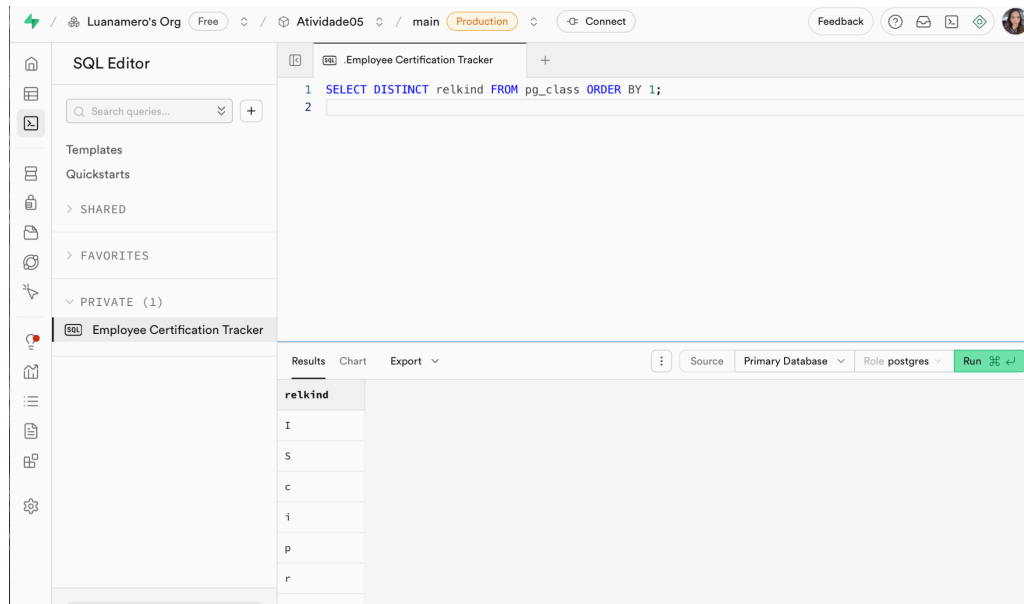 / Luanamero's Org Free / Atividade05 / main Production Connect Feedback
SQL Editor
SQL .Employee Certification Tracker +
Search queries... +
Templates
Quickstarts
> SHARED
> FAVORITES
PRIVATE (1)
SQL Employee Certification Tracker
1 SELECT DISTINCT relkind FROM pg_class ORDER BY 1;
2
Results Chart Export Source Primary Database Role postgres Run ⌘ ↵
relkind
I
S
c
i
p
r